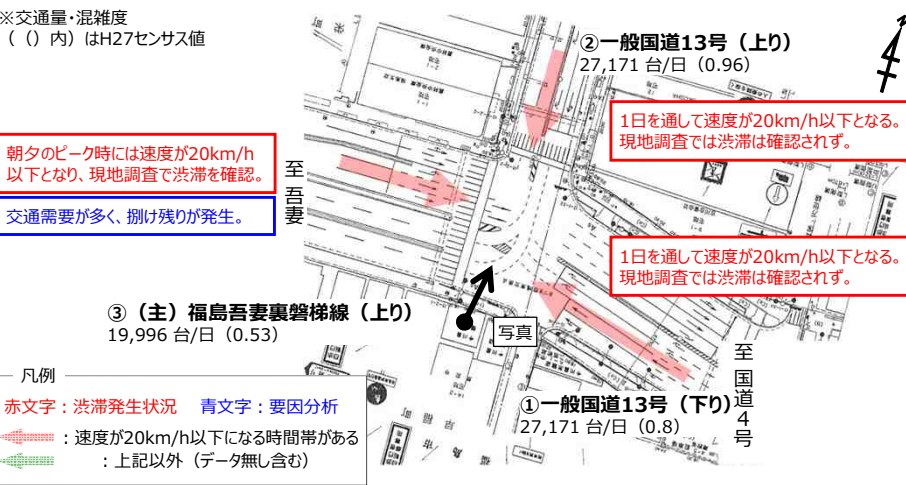 ※交通量・混雑度
（（）内）はH27センサス値
②一般国道13号（上り）
27,171 台/日（0.96）
1日を通して速度が20km/h以下となる。
現地調査では渋滞は確認されず。
朝夕のピーク時には速度が20km/h
以下となり、現地調査で渋滞を確認。
交通需要が多く、捌け残りが発生。
至吾妻
1日を通して速度が20km/h以下となる。
現地調査では渋滞は確認されず。
③（主）福島吾妻裏磐梯線（上り）
19,996 台/日（0.53）
写真
至国道4号
①一般国道13号（下り）
27,171 台/日（0.8）
凡例
赤文字：渋滞発生状況　青文字：要因分析
：速度が20km/h以下になる時間帯がある
：上記以外（データ無し含む）